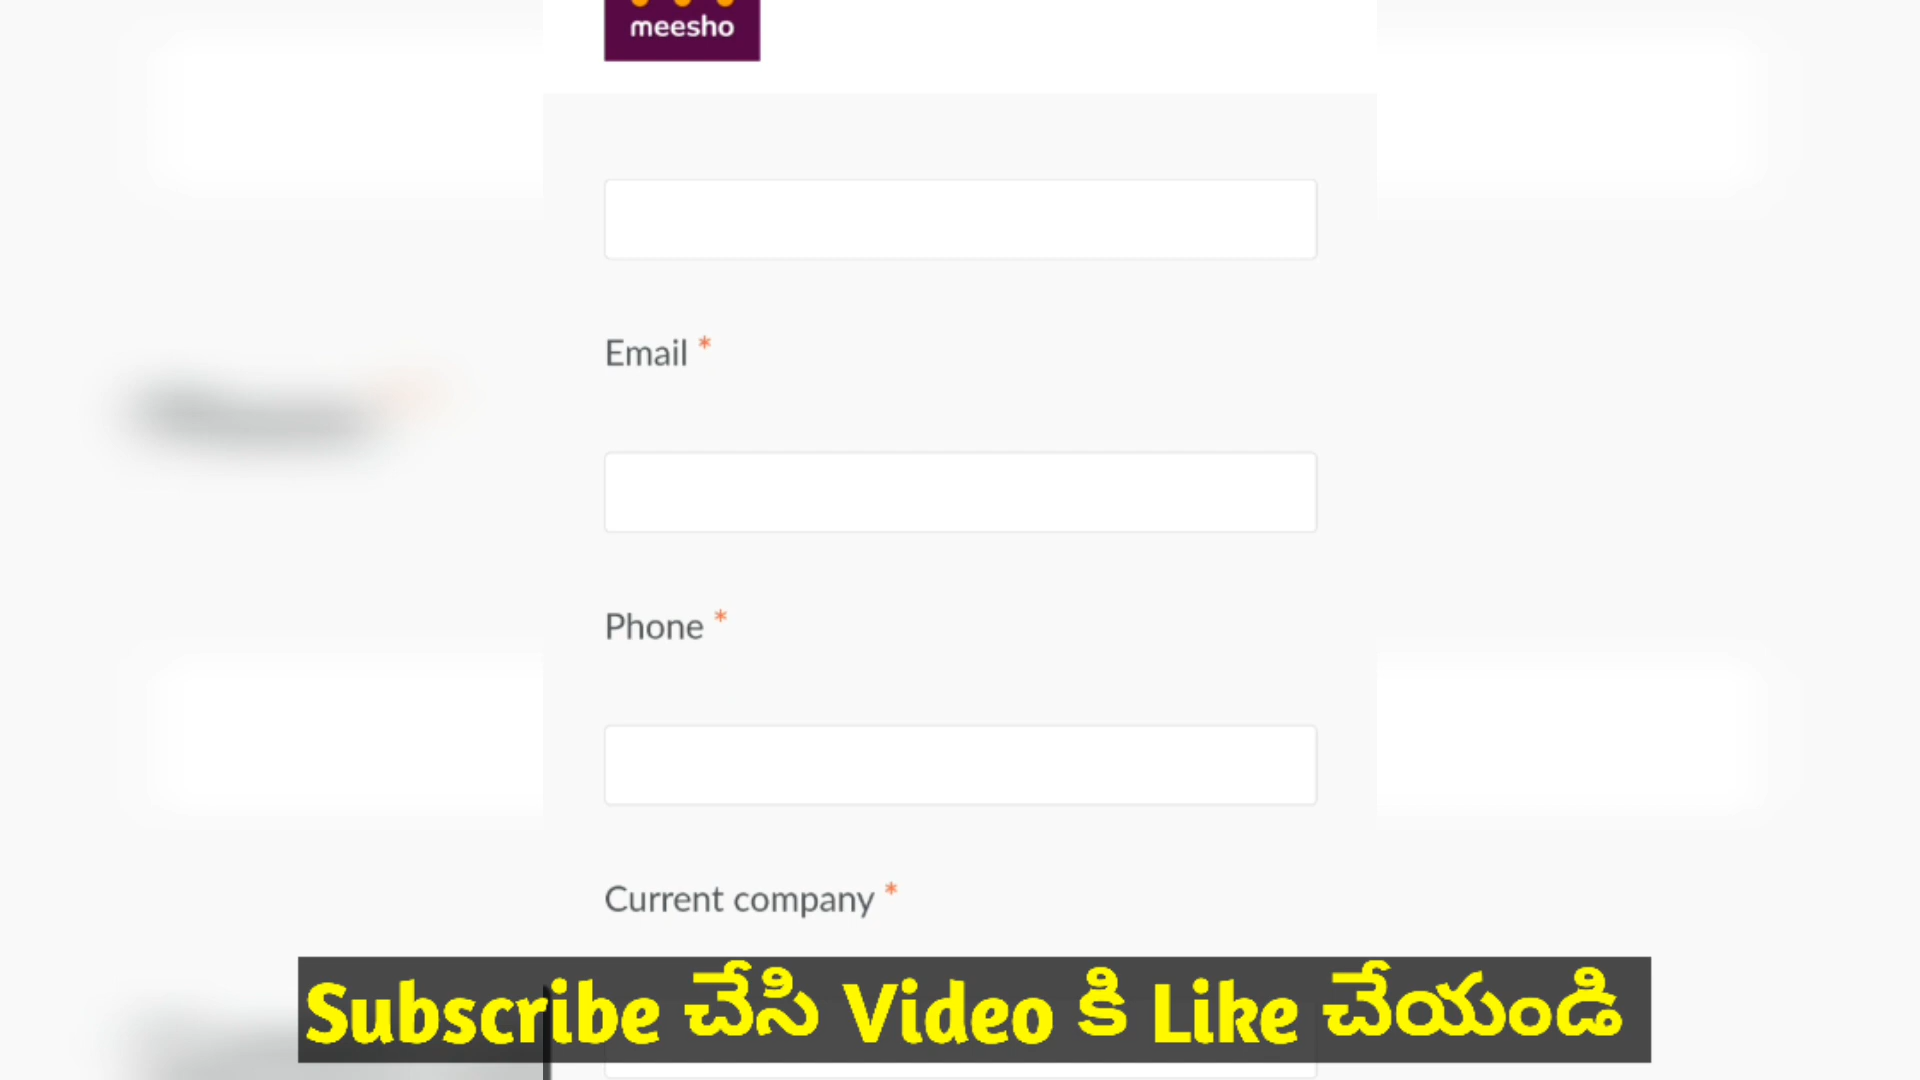 meesho
Email *
Phone *
Current company *
Subscribe చేసి Video కి Like చేయండి